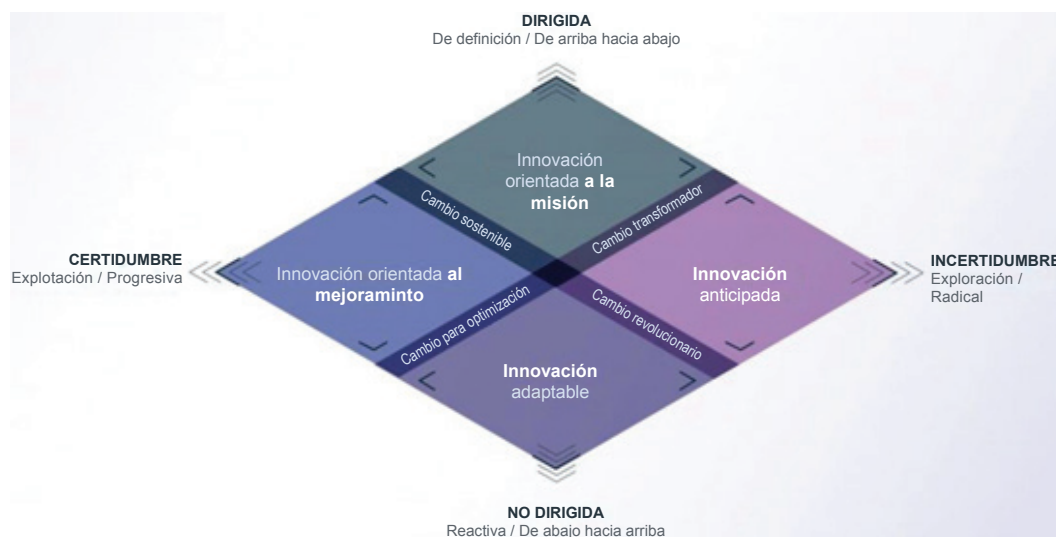 DIRIGIDA
De definición / De arriba hacia abajo
Innovación
orientada a la
misión
Cambio sostenible
Cambio transformador
CERTIDUMBRE
Explotación / Progresiva
Innovación orientada al
mejoraminto
Innovación
anticipada
INCERTIDUMBRE
Exploración /
Radical
Cambio para optimización
Cambio revolucionario
Innovación
adaptable
NO DIRIGIDA
Reactiva / De abajo hacia arriba